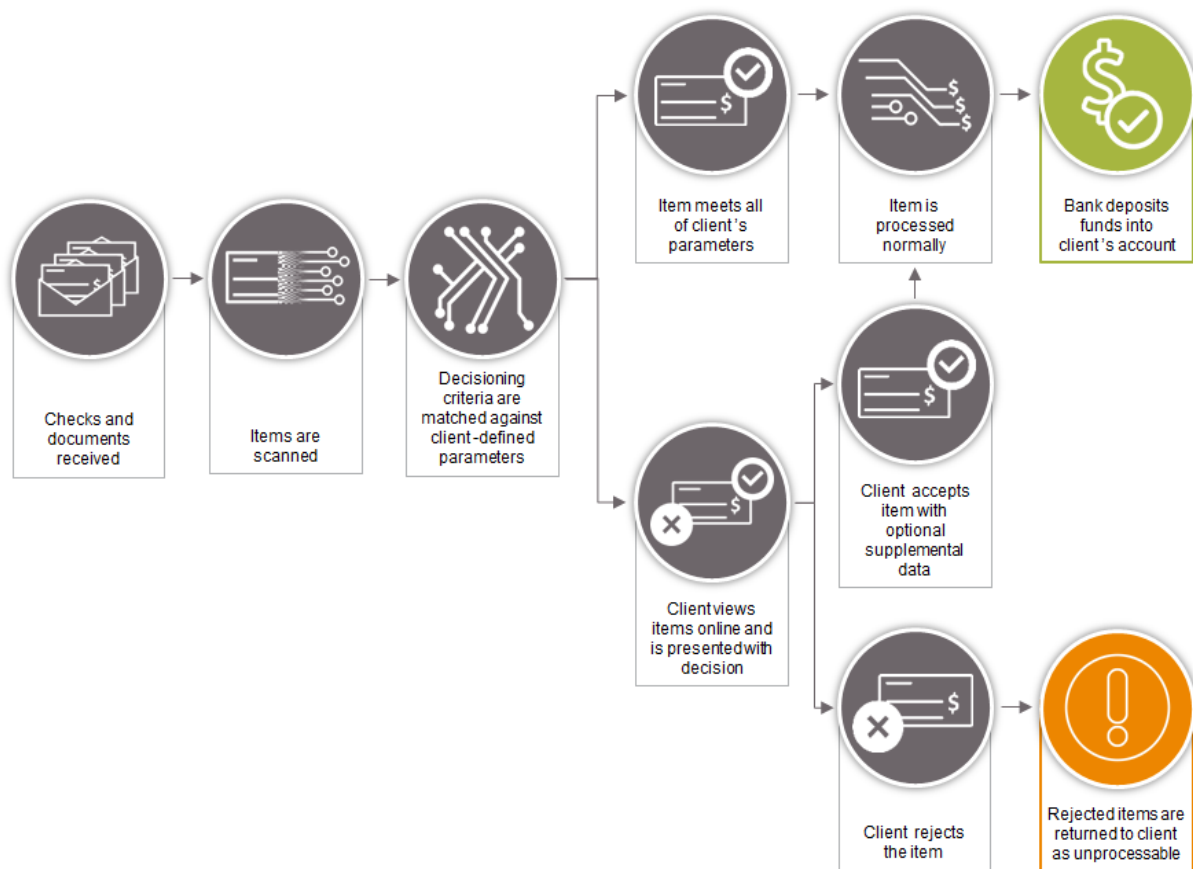 Checks and
documents
received
Items are
scanned
Decisioning
criteria are
matched against
client-defined
parameters
Item meets all
of client's
parameters
Item is
processed
normally
Bank deposits
funds into
client's account
Client views
items online and
is presented with
decision
Client accepts
item with
optional
supplemental
data
Client rejects
the item
Rejected items are
returned to client
as unprocessable